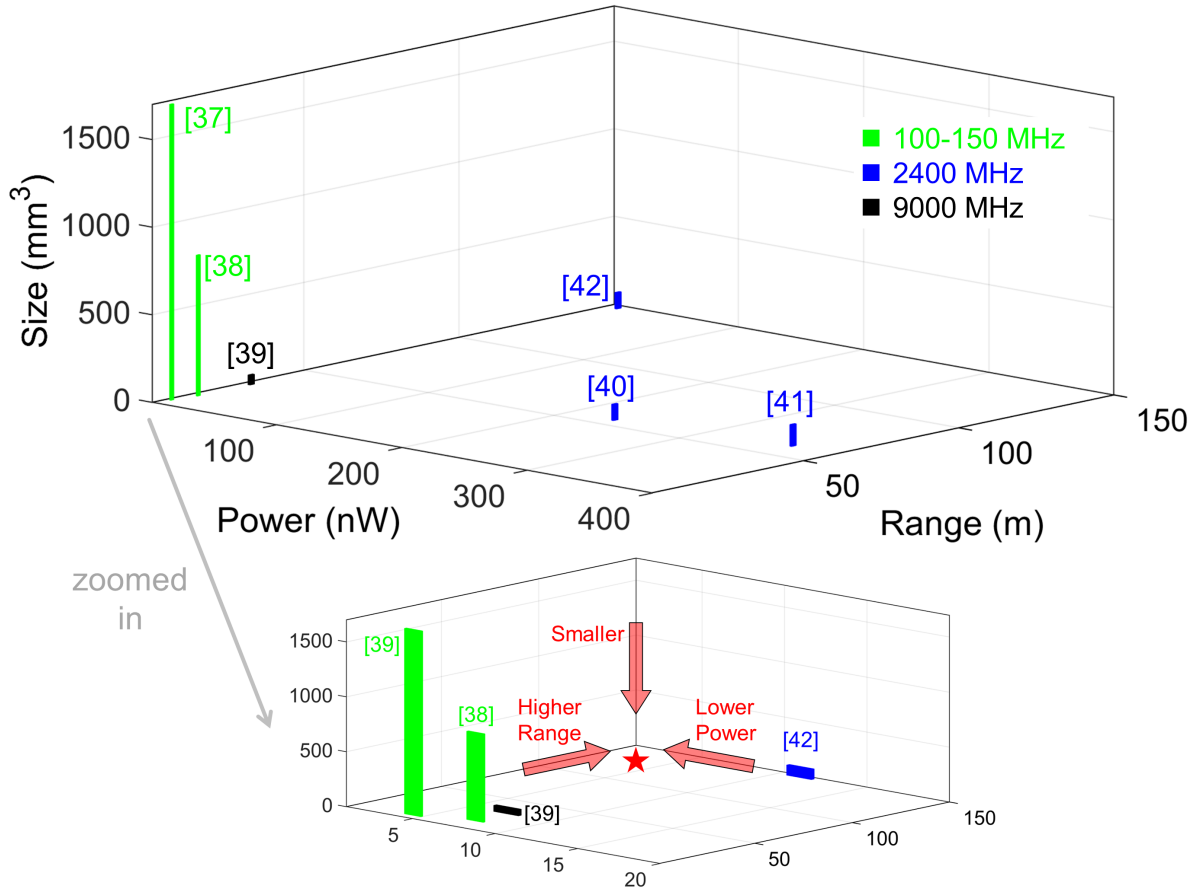 [37]
1500
100-150 MHz
2400 MHz
9000 MHz
1000
[38]
Size (mm3)
[42]
500
[39]
[40]
[41]
0
150
100
100
200
50
300
400
Power (nW)
Range (m)
zoomed
in
1500
[39]
Smaller
1000
[38]
Higher
Range
Lower
Power
[42]
500
0
[39]
150
5
100
10
50
15
20